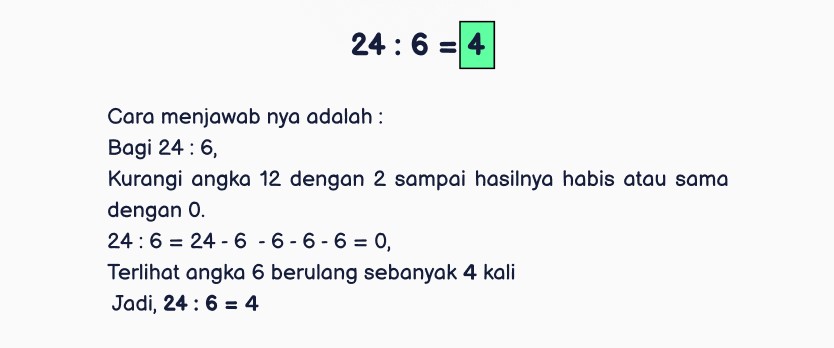 24 : 6 = 4
Cara menjawab nya adalah :
Bagi 24 : 6,
Kurangi angka 12 dengan 2 sampai hasilnya habis atau sama
dengan 0.
24 : 6 = 24 - 6  - 6 - 6 - 6 = 0,
Terlihat angka 6 berulang sebanyak 4 kali
Jadi, 24 : 6 = 4